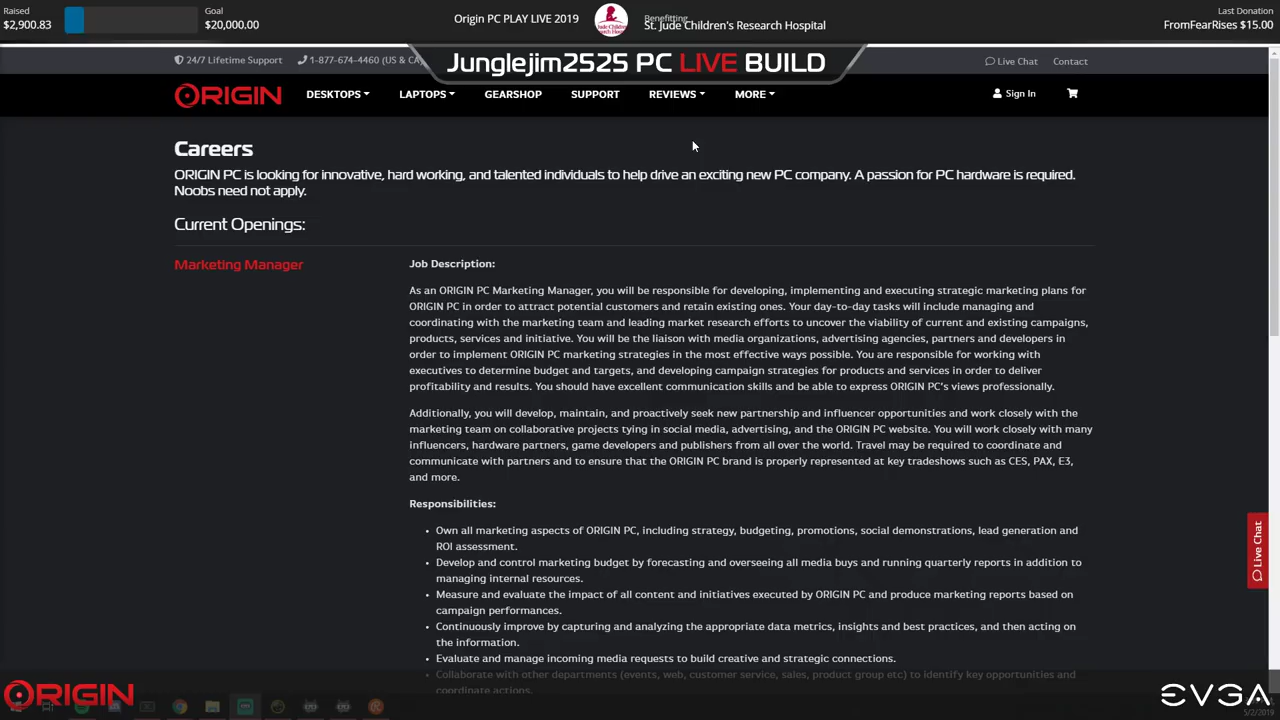 Raised
$2,900.83
Goal
$20,000.00
Origin PC PLAY LIVE 2019
Benefitting
St. Jude Children's Research Hospital
Last Donation
FromFearRises $15.00
Junglejim2525 PC LIVE BUILD
24/7 Lifetime Support
1-877-674-4460 (US & CA)
Live Chat
Contact
ORIGIN
DESKTOPS
LAPTOPS
GEARSHOP
SUPPORT
REVIEWS
MORE
Sign In
Careers
ORIGIN PC is looking for innovative, hard working, and talented individuals to help drive an exciting new PC company. A passion for PC hardware is required.
Noobs need not apply.
Current Openings:
Marketing Manager
Job Description:
As an ORIGIN PC Marketing Manager, you will be responsible for developing, implementing and executing strategic marketing plans for
ORIGIN PC in order to attract potential customers and retain existing ones. Your day-to-day tasks will include managing and
coordinating with the marketing team and leading market research efforts to uncover the viability of current and existing campaigns,
products, services and initiative. You will be the liaison with media organizations, advertising agencies, partners and developers in
order to implement ORIGIN PC marketing strategies in the most effective ways possible. You are responsible for working with
executives to determine budget and targets, and developing campaign strategies for products and services in order to deliver
profitability and results. You should have excellent communication skills and be able to express ORIGIN PC's views professionally.
Additionally, you will develop, maintain, and proactively seek new partnership and influencer opportunities and work closely with the
marketing team on collaborative projects tying in social media, advertising, and the ORIGIN PC website. You will work closely with many
influencers, hardware partners, game developers and publishers from all over the world. Travel may be required to coordinate and
communicate with partners and to ensure that the ORIGIN PC brand is properly represented at key tradeshows such as CES, PAX, E3,
and more.
Responsibilities:
Own all marketing aspects of ORIGIN PC, including strategy, budgeting, promotions, social demonstrations, lead generation and
ROI assessment.
Develop and control marketing budget by forecasting and overseeing all media buys and running quarterly reports in addition to
managing internal resources.
Measure and evaluate the impact of all content and initiatives executed by ORIGIN PC and produce marketing reports based on
campaign performances.
Continuously improve by capturing and analyzing the appropriate data metrics, insights and best practices, and then acting on
the information.
Evaluate and manage incoming media requests to build creative and strategic connections.
Collaborate with other departments (events, web, customer service, sales, product group etc) to identify key opportunities and
coordinate actions.
Live Chat
ORIGIN
EVGA
5/2/2019